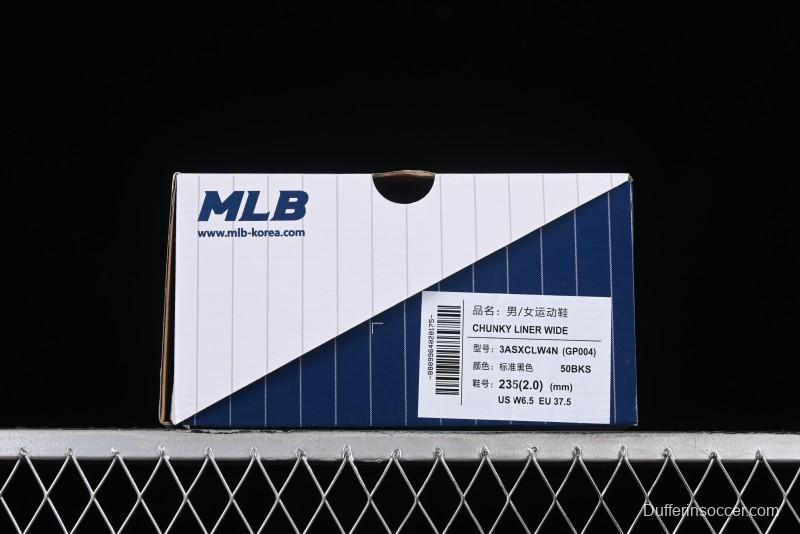 MLB
www.mlb-korea.com
-8809964020175-
品名：男/女运动鞋
CHUNKY LINER WIDE
型号：3ASXCLW4N (GP004)
颜色：标准黑色 50BKS
鞋号：235(2.0) (mm)
US W6.5 EU 37.5
Dufferinsoccer.com